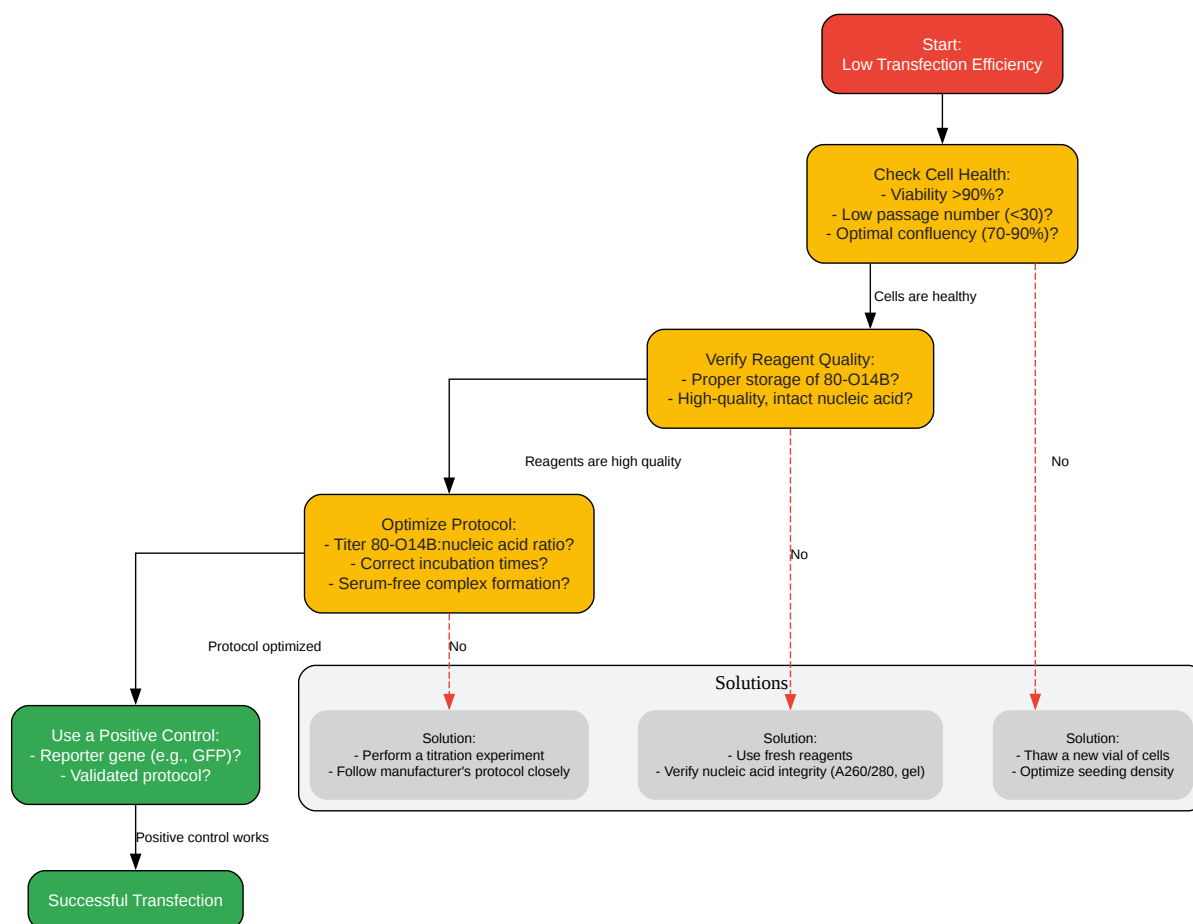 Start:
Low Transfection Efficiency
Check Cell Health:
- Viability >90%?
- Low passage number (<30)?
- Optimal confluency (70-90%)?
Cells are healthy
Verify Reagent Quality:
- Proper storage of 80-O14B?
- High-quality, intact nucleic acid?
Reagents are high quality
No
Optimize Protocol:
- Titer 80-O14B:nucleic acid ratio?
- Correct incubation times?
- Serum-free complex formation?
No
Protocol optimized
No
Solutions
Use a Positive Control:
- Reporter gene (e.g., GFP)?
- Validated protocol?
Solution:
- Perform a titration experiment
- Follow manufacturer's protocol closely
Solution:
- Use fresh reagents
- Verify nucleic acid integrity (A260/280, gel)
Solution:
- Thaw a new vial of cells
- Optimize seeding density
Positive control works
Successful Transfection